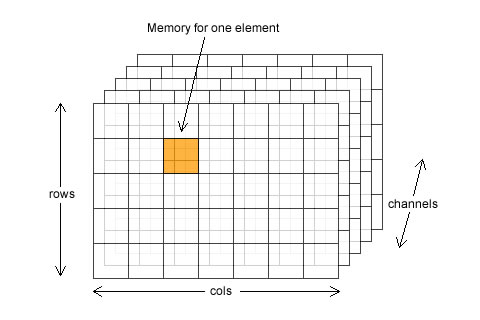 Memory for one element
rows
channels
cols